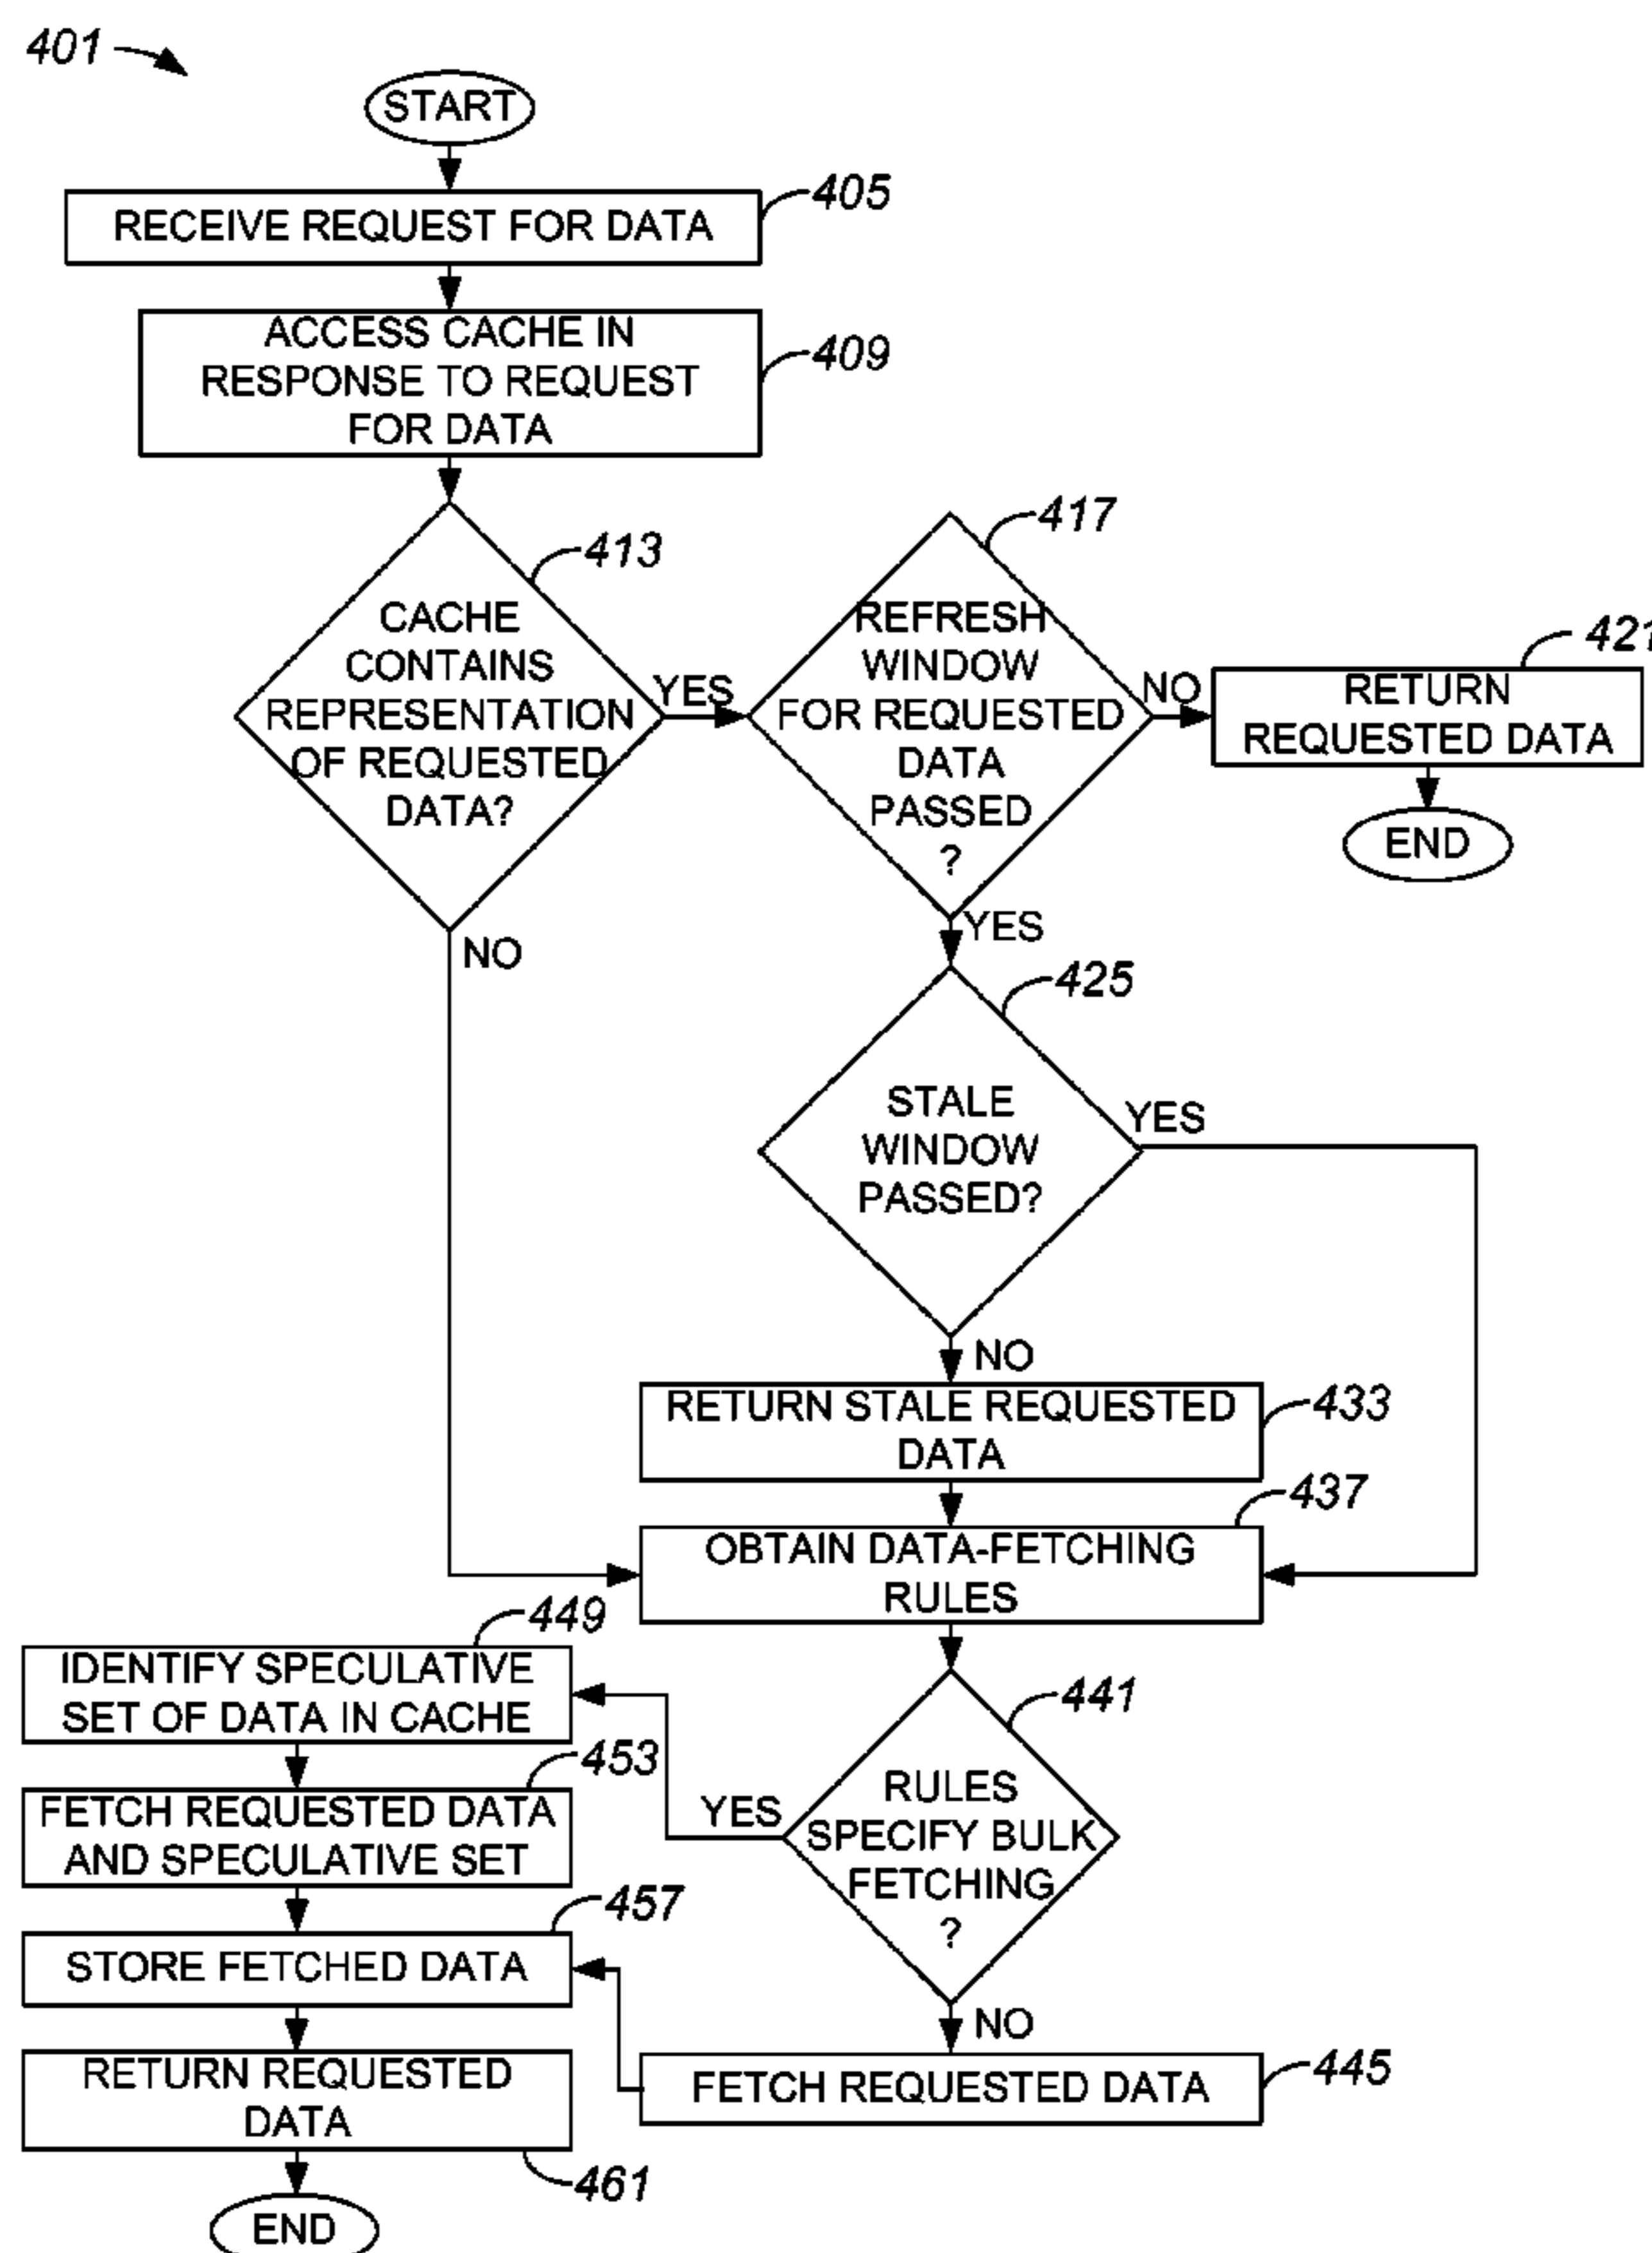 401
START
RECEIVE REQUEST FOR DATA
405
ACCESS CACHE IN
RESPONSE TO REQUEST
FOR DATA
409
CACHE
CONTAINS
REPRESENTATION
OF REQUESTED
DATA?
413
YES
NO
REFRESH
WINDOW
FOR REQUESTED
DATA
PASSED
?
417
NO
YES
RETURN
REQUESTED DATA
421
END
STALE
WINDOW
PASSED?
425
YES
NO
RETURN STALE REQUESTED
DATA
433
OBTAIN DATA-FETCHING
RULES
437
RULES
SPECIFY BULK
FETCHING
?
441
YES
NO
FETCH REQUESTED DATA
445
IDENTIFY SPECULATIVE
SET OF DATA IN CACHE
449
FETCH REQUESTED DATA
AND SPECULATIVE SET
453
STORE FETCHED DATA
457
RETURN REQUESTED
DATA
461
END